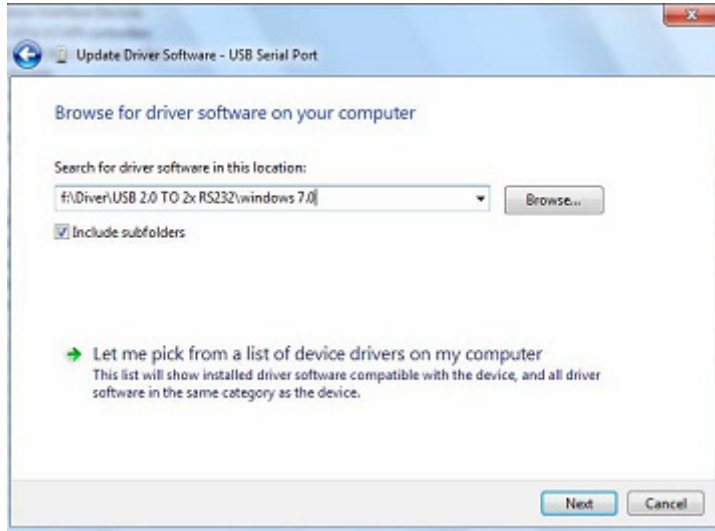 Update Driver Software - USB Serial Port
Browse for driver software on your computer
Search for driver software in this location:
f:\Diver\USB 2.0 TO 2x RS232\windows 7.0
Browse...
Include subfolders
Let me pick from a list of device drivers on my computer
This list will show installed driver software compatible with the device, and all driver
software in the same category as the device.
Next
Cancel